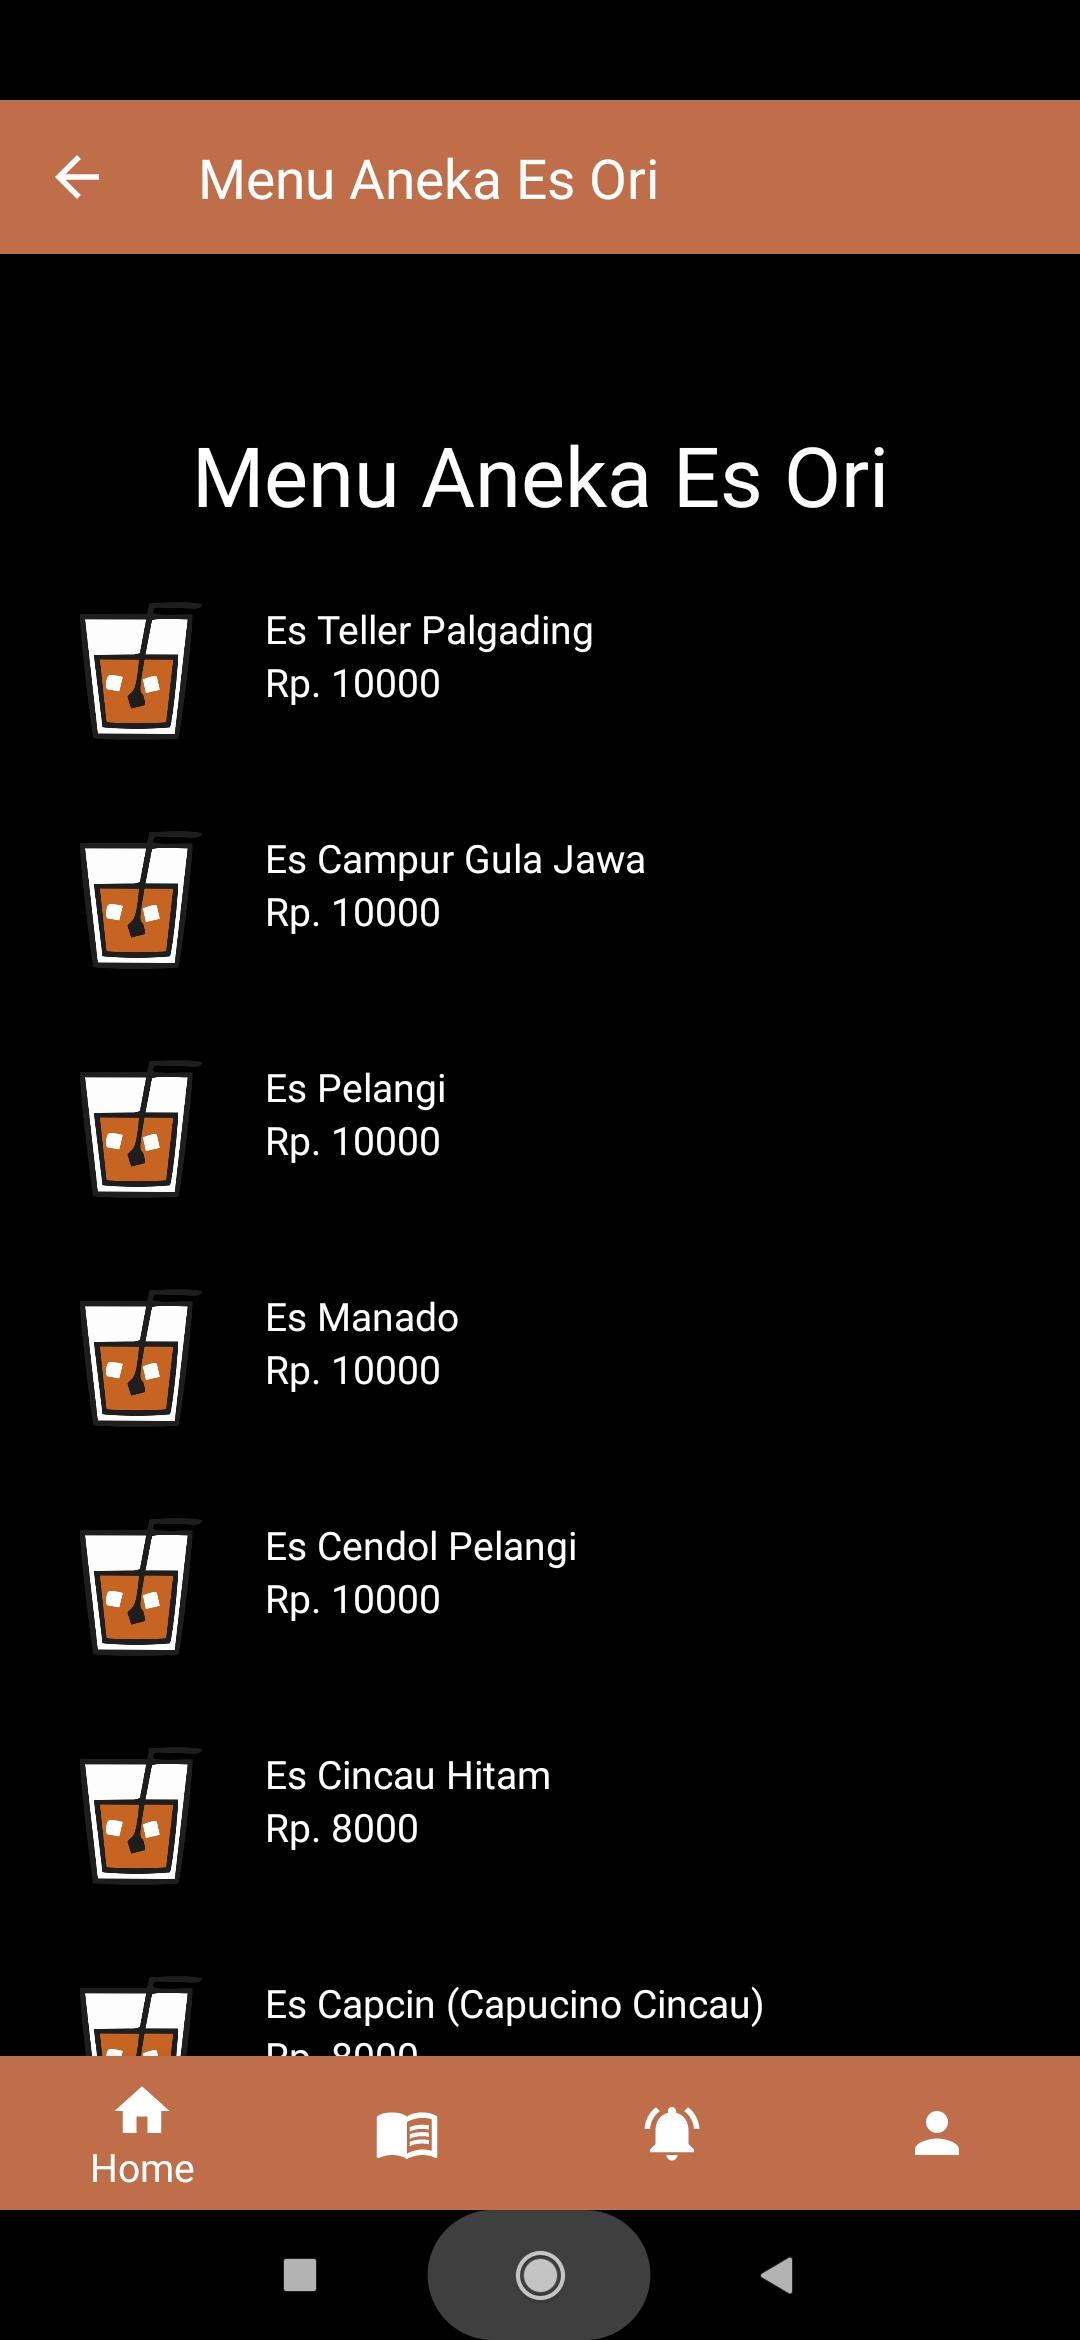 Menu Aneka Es Ori
Menu Aneka Es Ori
Es Teller Palgading
Rp. 10000
Es Campur Gula Jawa
Rp. 10000
Es Pelangi
Rp. 10000
Es Manado
Rp. 10000
Es Cendol Pelangi
Rp. 10000
Es Cincau Hitam
Rp. 8000
Es Capcin (Capucino Cincau)
Rp. 8000
Home